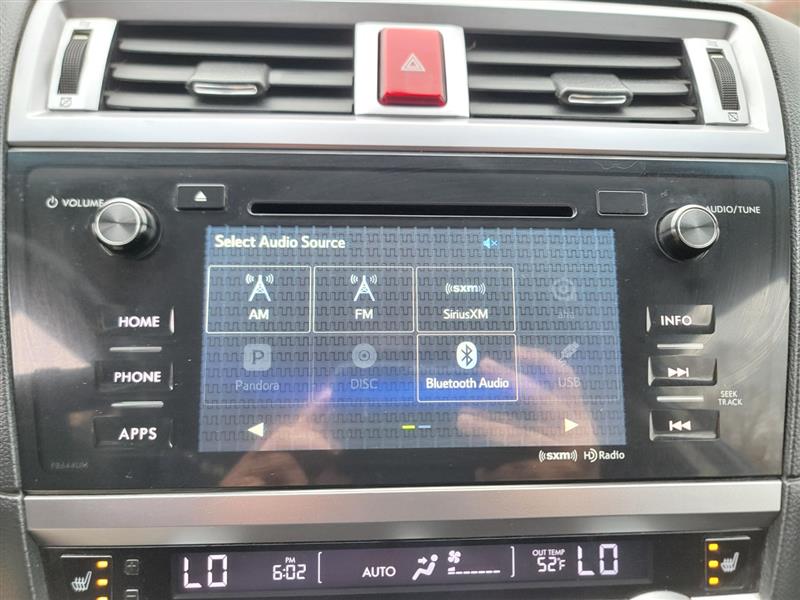 VOLUME
AUDIO/TUNE
Select Audio Source
AM
FM
((sxm))
SiriusXM
aha
P
Pandora
DISC
Bluetooth Audio
USB
HOME
PHONE
APPS
INFO
SEEK
TRACK
((sxm)) HD Radio
LO
PM
6:02
AUTO
OUT TEMP
52°F
LO